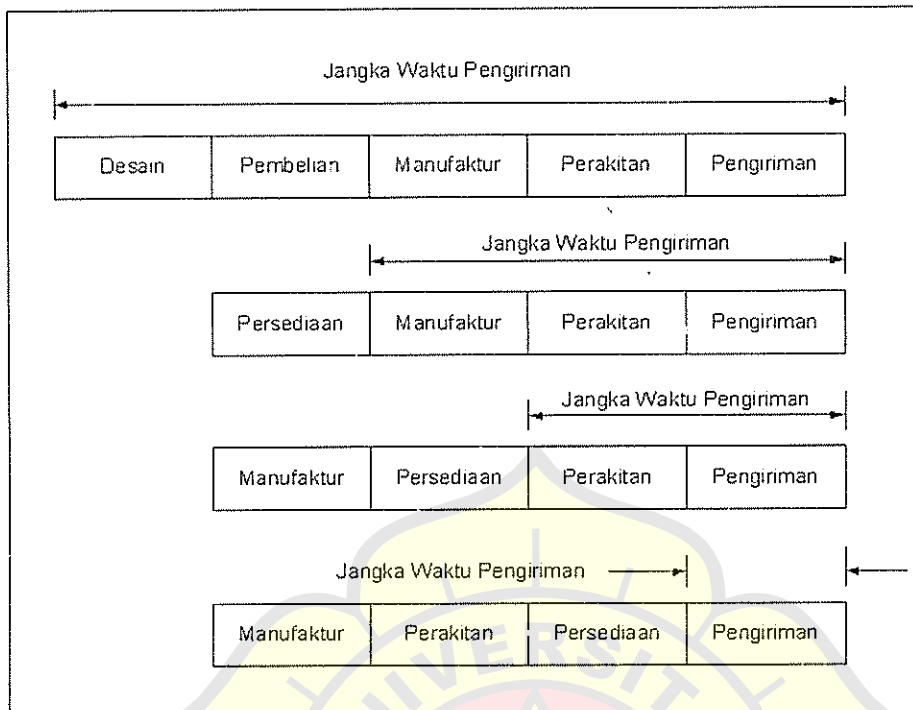 Jangka Waktu Pengiriman
Desain Pembelian Manufaktur Perakitan Pengiriman
Jangka Waktu Pengiriman
Persediaan Manufaktur Perakitan Pengiriman
Jangka Waktu Pengiriman
Manufaktur Persediaan Perakitan Pengiriman
Jangka Waktu Pengiriman
Manufaktur Perakitan Persediaan Pengiriman
UNIVERSIT